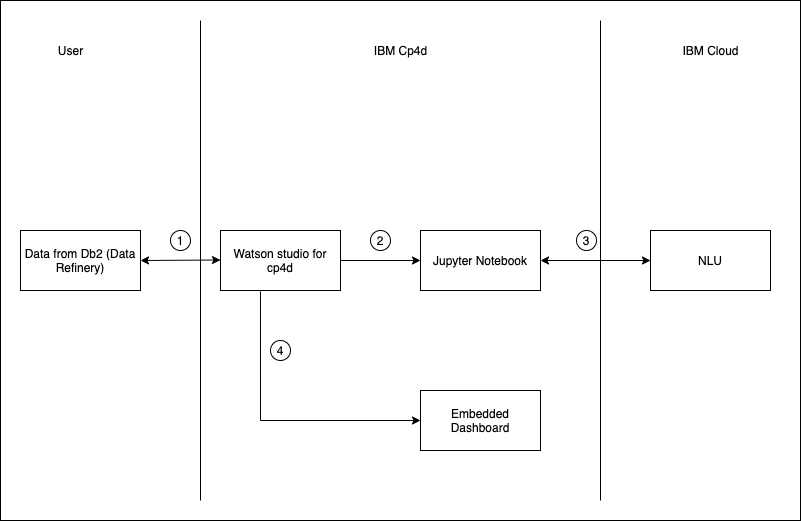 User
IBM Cp4d
IBM Cloud
1
2
3
Data from Db2 (Data
Refinery)
Watson studio for
cp4d
Jupyter Notebook
NLU
4
Embedded
Dashboard